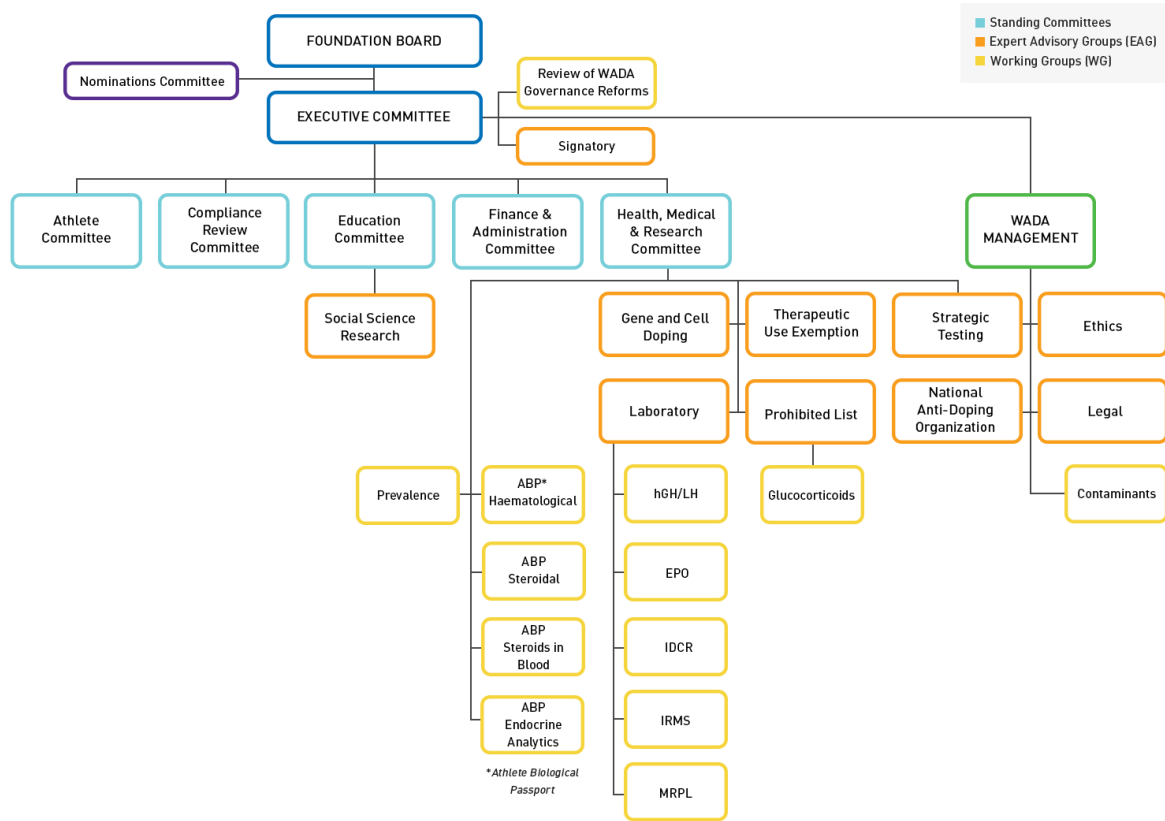 FOUNDATION BOARD
Standing Committees
Expert Advisory Groups (EAG)
Working Groups (WG)
Nominations Committee
Review of WADA
Governance Reforms
EXECUTIVE COMMITTEE
Signatory
Athlete
Committee
Compliance
Review
Committee
Education
Committee
Finance &
Administration
Committee
Health, Medical
& Research
Committee
WADA
MANAGEMENT
Social Science
Research
Gene and Cell
Doping
Therapeutic
Use Exemption
Strategic
Testing
Ethics
Laboratory
Prohibited List
National
Anti-Doping
Organization
Legal
Prevalence
ABP*
Haematological
hGH/LH
Glucocorticoids
Contaminants
ABP
Steroidal
EPO
ABP
Steroids in
Blood
IDCR
ABP
Endocrine
Analytics
IRMS
*Athlete Biological
Passport
MRPL